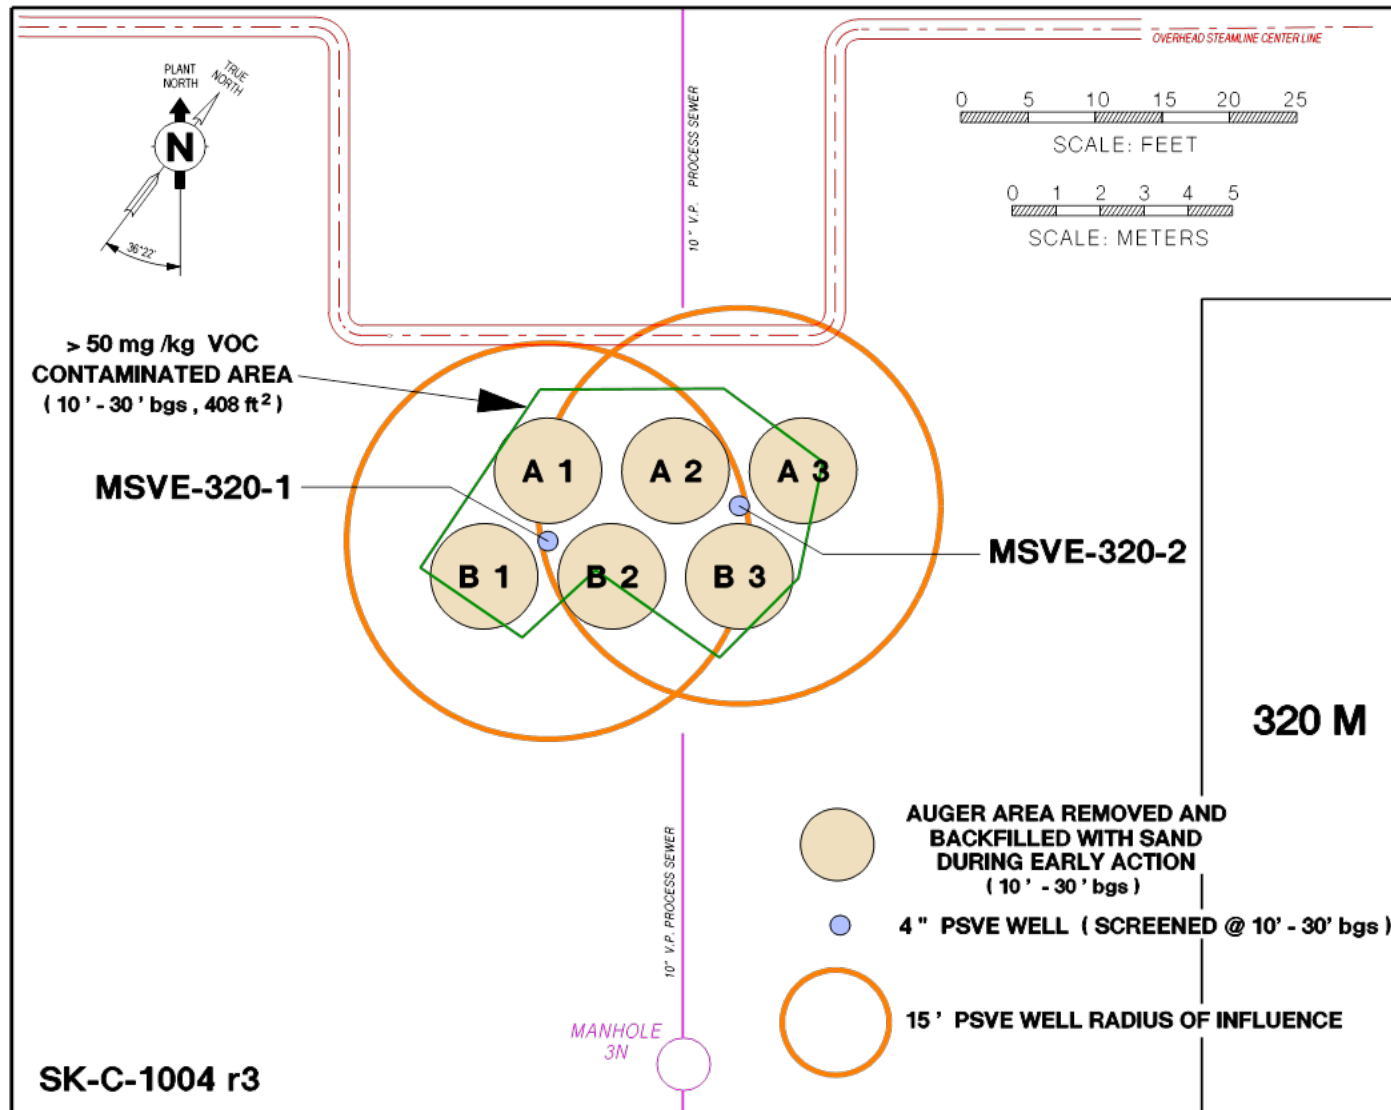 OVERHEAD STEAMLINE CENTER LINE
PLANT
NORTH
TRUE
NORTH
N
36°22'
10" V.P. PROCESS SEWER
0 5 10 15 20 25
SCALE: FEET
0 1 2 3 4 5
SCALE: METERS
> 50 mg /kg VOC
CONTAMINATED AREA
( 10 ' - 30 ' bgs , 408 ft² )
A 1
A 2
A 3
MSVE-320-1
MSVE-320-2
B 1
B 2
B 3
320 M
10" V.P. PROCESS SEWER
AUGER AREA REMOVED AND
BACKFILLED WITH SAND
DURING EARLY ACTION
( 10 ' - 30 ' bgs )
4 " PSVE WELL ( SCREENED @ 10' - 30' bgs )
15 ' PSVE WELL RADIUS OF INFLUENCE
MANHOLE
3N
SK-C-1004 r3